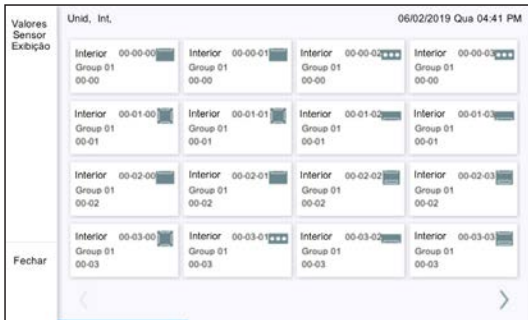 Valores
Sensor
Exibição
Unid, Int,
06/02/2019 Qua 04:41 PM
Interior 00-00-00
Group 01
00-00
Interior 00-00-01
Group 01
00-00
Interior 00-00-02
Group 01
00-00
Interior 00-00-03
Group 01
00-00
Interior 00-01-00
Group 01
00-01
Interior 00-01-01
Group 01
00-01
Interior 00-01-02
Group 01
00-01
Interior 00-01-03
Group 01
00-01
Interior 00-02-00
Group 01
00-02
Interior 00-02-01
Group 01
00-02
Interior 00-02-02
Group 01
00-02
Interior 00-02-03
Group 01
00-02
Interior 00-03-00
Group 01
00-03
Interior 00-03-01
Group 01
00-03
Interior 00-03-02
Group 01
00-03
Interior 00-03-03
Group 01
00-03
Fechar